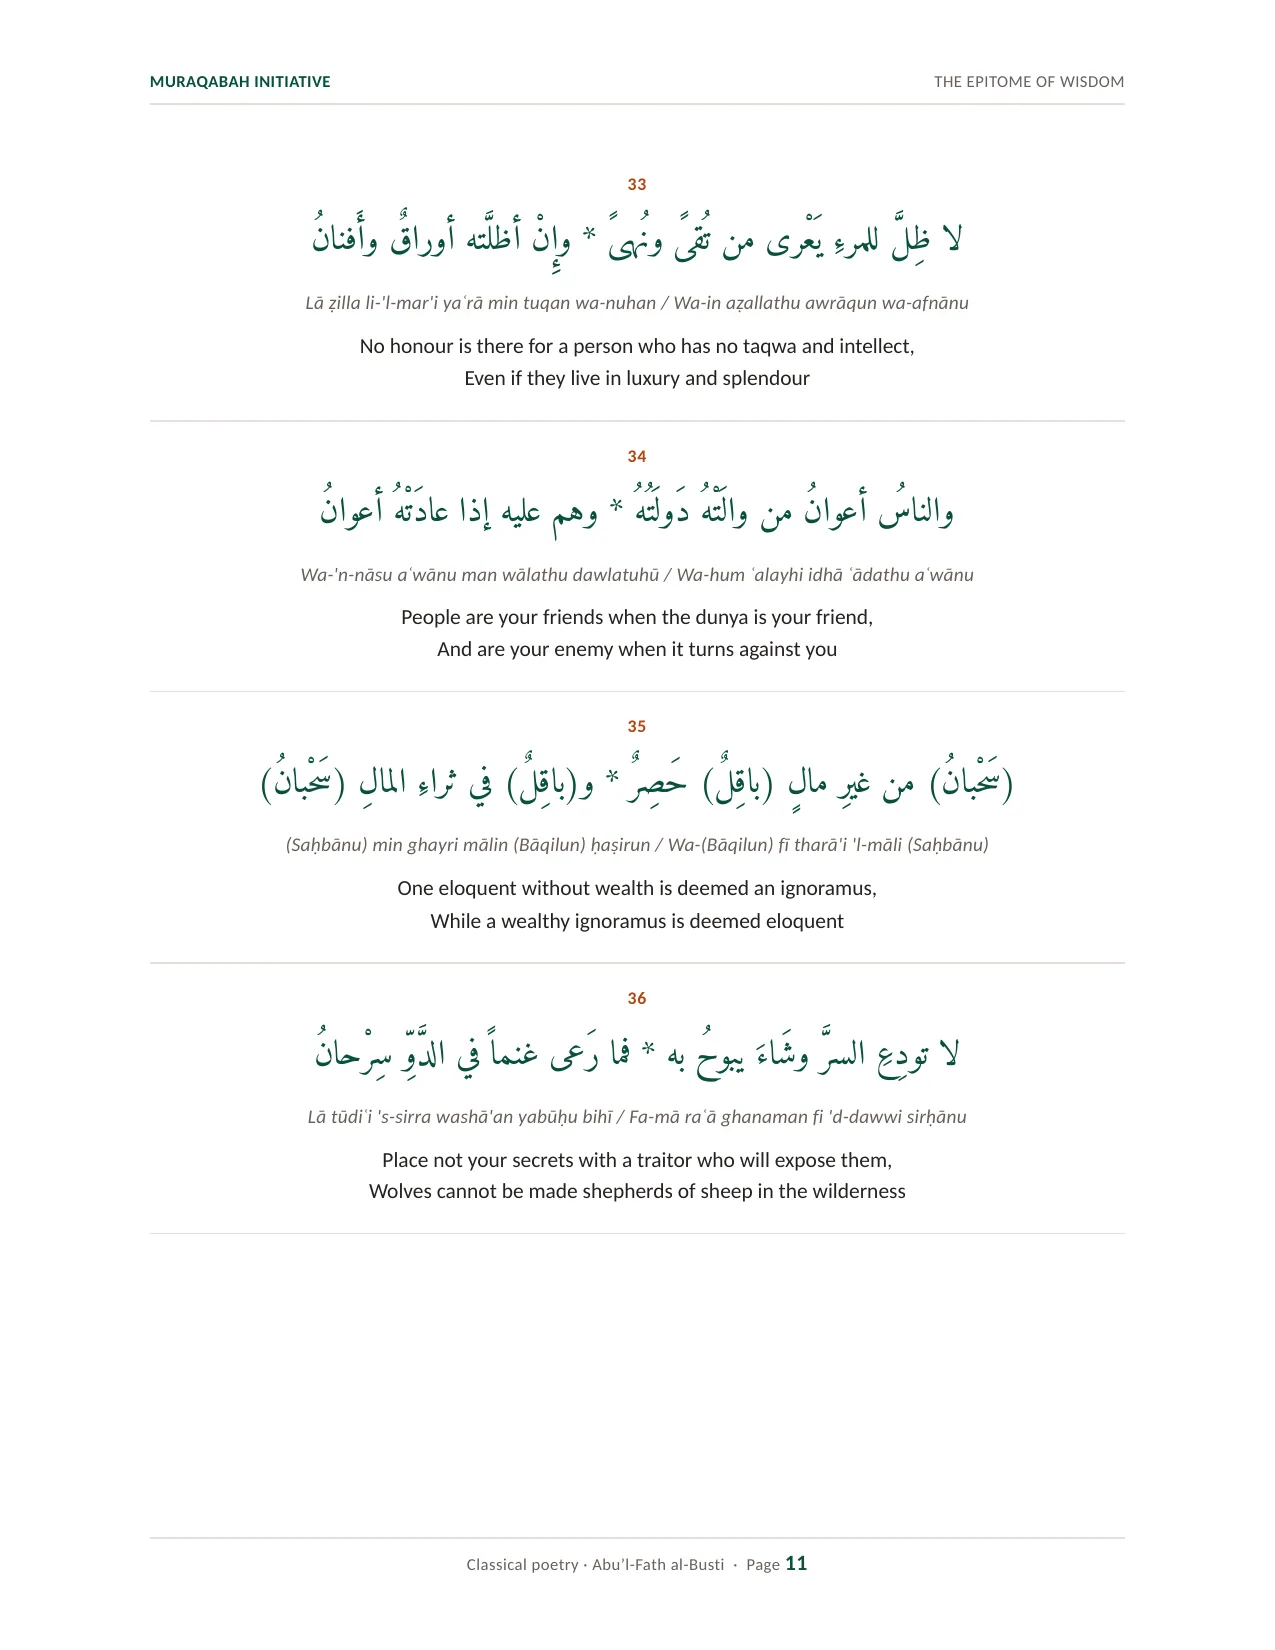 MURAQABAH INITIATIVE
THE EPITOME OF WISDOM
33
لا ظِلَّ للمرءِ يَعْرى من تُقىً ونُهىً * وإِنْ أظلَّته أوراقٌ وأَفنانُ
Lā ẓilla li-'l-mar'i yaʿrā min tuqan wa-nuhan / Wa-in aẓallathu awrāqun wa-afnānu
No honour is there for a person who has no taqwa and intellect,
Even if they live in luxury and splendour
34
والناسُ أعوانُ من والَتْهُ دَولَتُهُ * وهم عليه إذا عادَتْهُ أعوانُ
Wa-'n-nāsu aʿwānu man wālathu dawlatuhū / Wa-hum ʿalayhi idhā ʿādathu aʿwānu
People are your friends when the dunya is your friend,
And are your enemy when it turns against you
35
(سَحْبانُ) من غيرِ مالٍ (باقِلٌ) حَصِرٌ * و(باقِلٌ) في ثراءِ المالِ (سَحْبانُ)
(Saḥbānu) min ghayri mālin (Bāqilun) ḥaṣirun / Wa-(Bāqilun) fī tharā'i 'l-māli (Saḥbānu)
One eloquent without wealth is deemed an ignoramus,
While a wealthy ignoramus is deemed eloquent
36
لا تودِعِ السرَّ وشَاءَ يبوحُ به * فما رَعى غنماً في الدَّوِّ سِرْحانُ
Lā tūdiʿi 's-sirra washā'an yabūḥu bihī / Fa-mā raʿā ghanaman fi 'd-dawwi sirḥānu
Place not your secrets with a traitor who will expose them,
Wolves cannot be made shepherds of sheep in the wilderness
Classical poetry · Abu’l-Fath al-Busti · Page 11